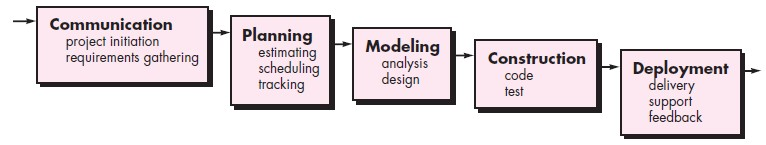 Communication
project initiation
requirements gathering
Planning
estimating
scheduling
tracking
Modeling
analysis
design
Construction
code
test
Deployment
delivery
support
feedback